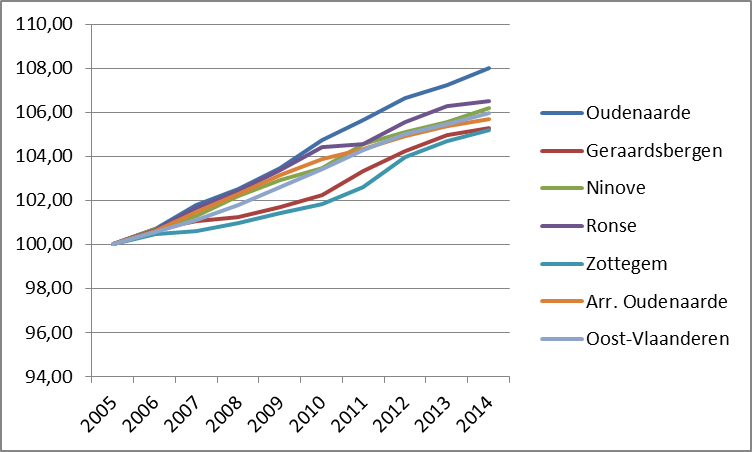 110,00
108,00
106,00
104,00
102,00
100,00
98,00
96,00
94,00
2005 2006 2007 2008 2009 2010 2011 2012 2013 2014
Oudenaarde
Geraardsbergen
Ninove
Ronse
Zottegem
Arr. Oudenaarde
Oost-Vlaanderen